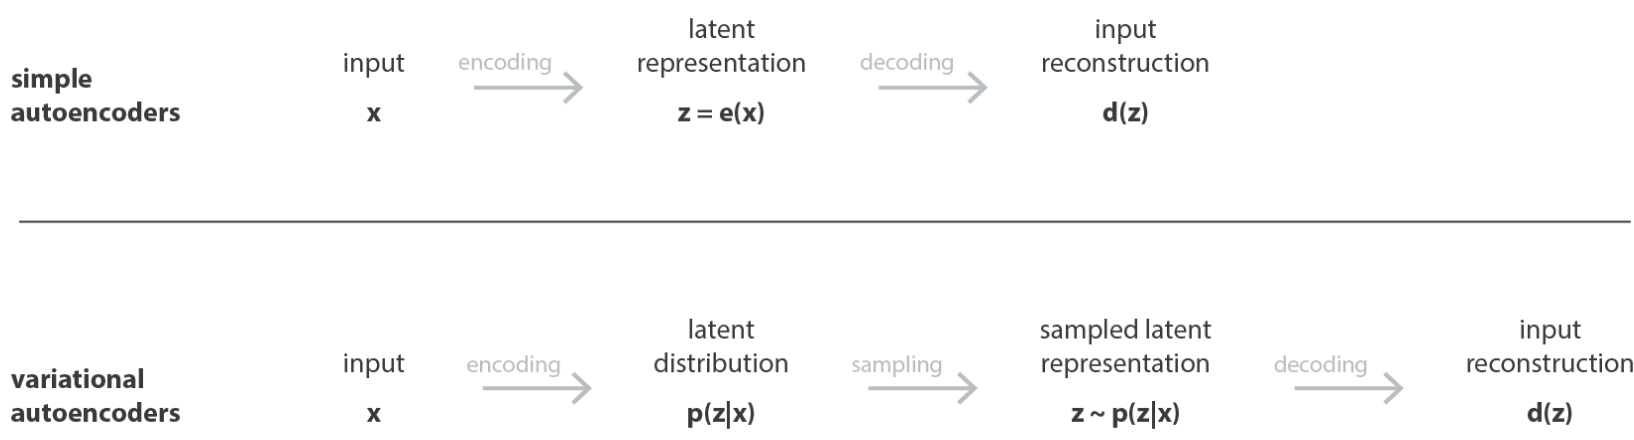 simple
autoencoders
input
x
encoding
latent
representation
z = e(x)
decoding
input
reconstruction
d(z)
variational
autoencoders
input
x
encoding
latent
distribution
p(z|x)
sampling
sampled latent
representation
z ~ p(z|x)
decoding
input
reconstruction
d(z)